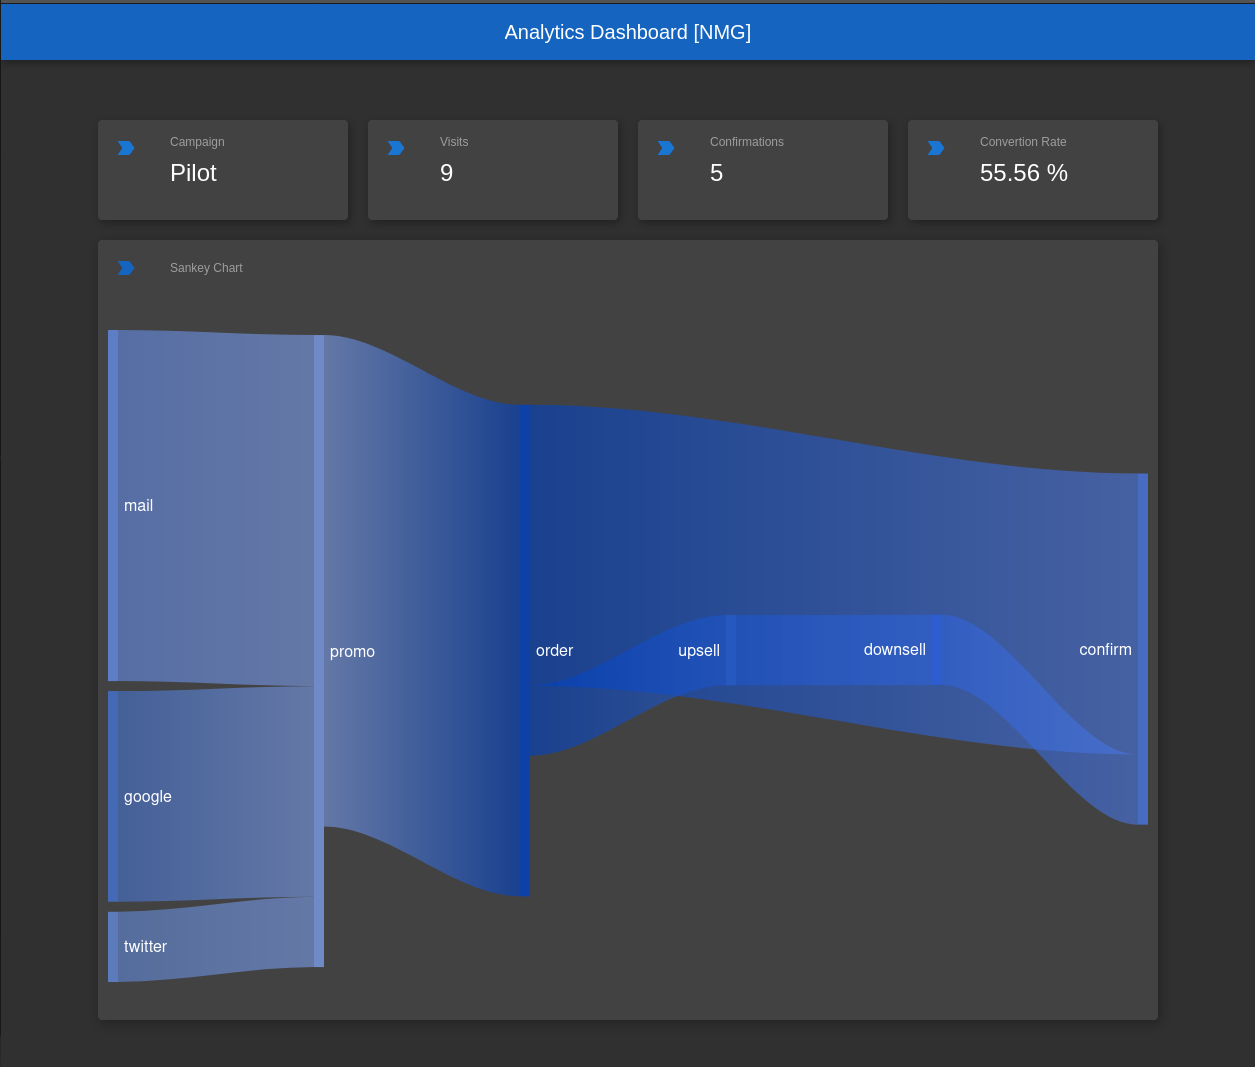 Analytics Dashboard [NMG]
Campaign
Pilot
Visits
9
Confirmations
5
Convertion Rate
55.56 %
Sankey Chart
mail
promo
order
upsell
downsell
confirm
google
twitter